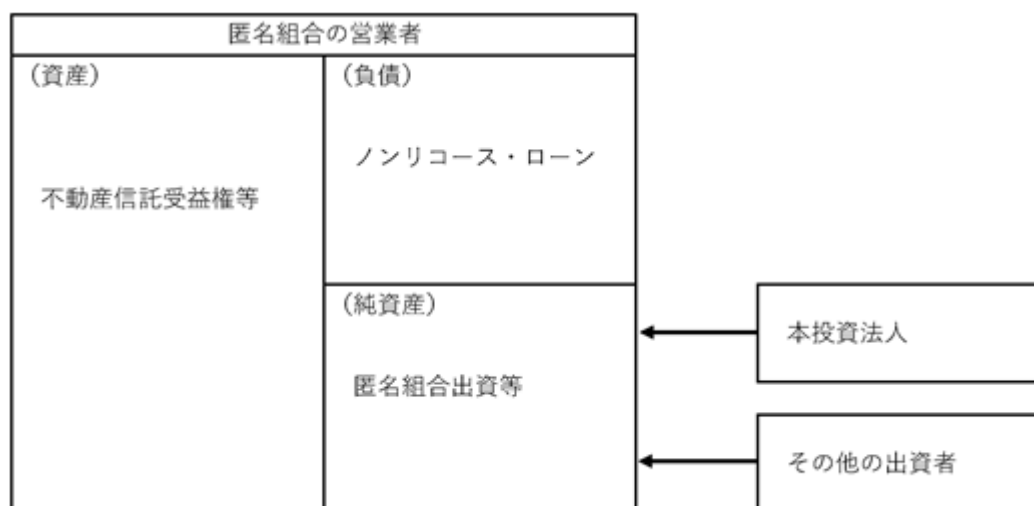 匿名組合の営業者
(資産)
不動産信託受益権等
(負債)
ノンリコース・ローン
(純資産)
匿名組合出資等
本投資法人
その他の出資者